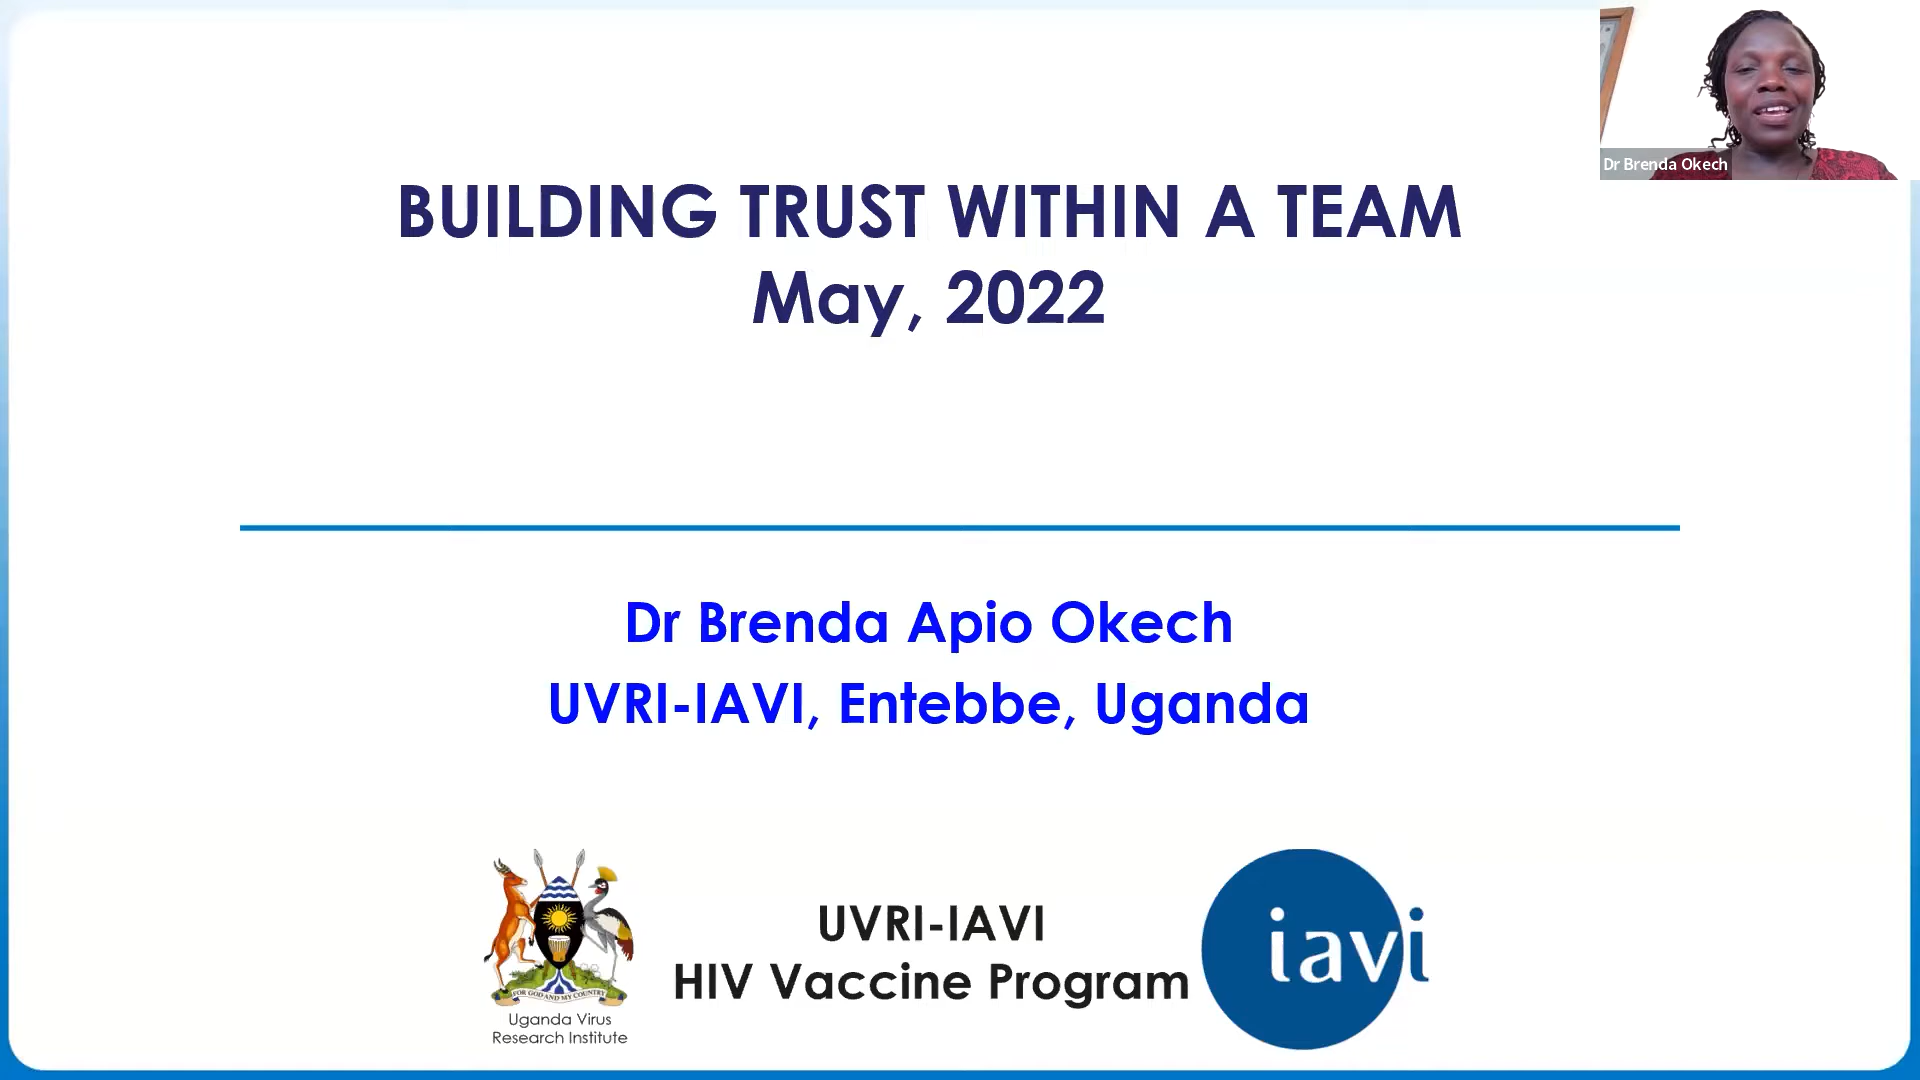 Dr Brenda Okech
BUILDING TRUST WITHIN A TEAM
May, 2022
Dr Brenda Apio Okech
UVRI-IAVI, Entebbe, Uganda
FOR GOD AND MY COUNTRY
Uganda Virus
Research Institute
UVRI-IAVI
HIV Vaccine Program
iavi